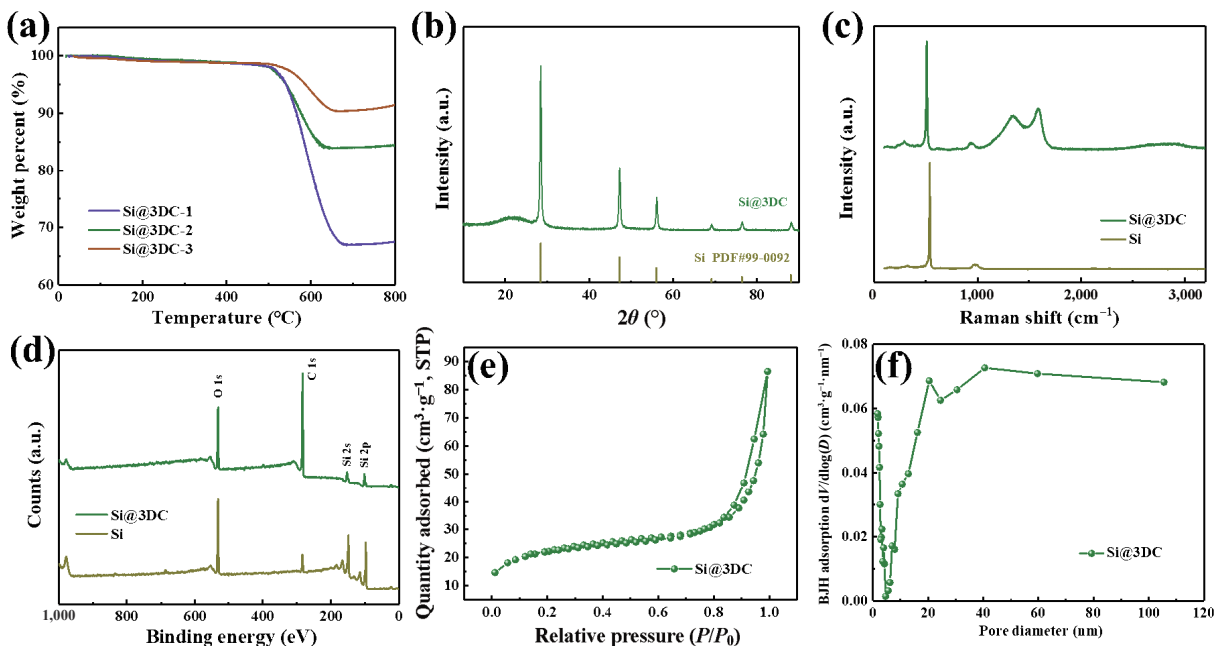 (a)
100
90
80
70
60
Weight percent (%)
Si@3DC-1
Si@3DC-2
Si@3DC-3
0 200 400 600 800
Temperature (°C)
(b)
Intensity (a.u.)
Si@3DC
Si PDF#99-0092
20 40 60 80
2θ (°)
(c)
Intensity (a.u.)
Si@3DC
Si
0 1,000 2,000 3,000
Raman shift (cm⁻¹)
(d)
Counts (a.u.)
O 1s
C 1s
Si 2s
Si 2p
Si@3DC
Si
1,000 800 600 400 200 0
Binding energy (eV)
(e)
Quantity adsorbed (cm³·g⁻¹, STP)
90
80
70
60
50
40
30
20
10
Si@3DC
0.0 0.2 0.4 0.6 0.8 1.0
Relative pressure (P/P₀)
(f)
BJH adsorption dV/dlog(D) (cm³·g⁻¹·nm⁻¹)
0.08
0.06
0.04
0.02
0.00
Si@3DC
0 20 40 60 80 100 120
Pore diameter (nm)